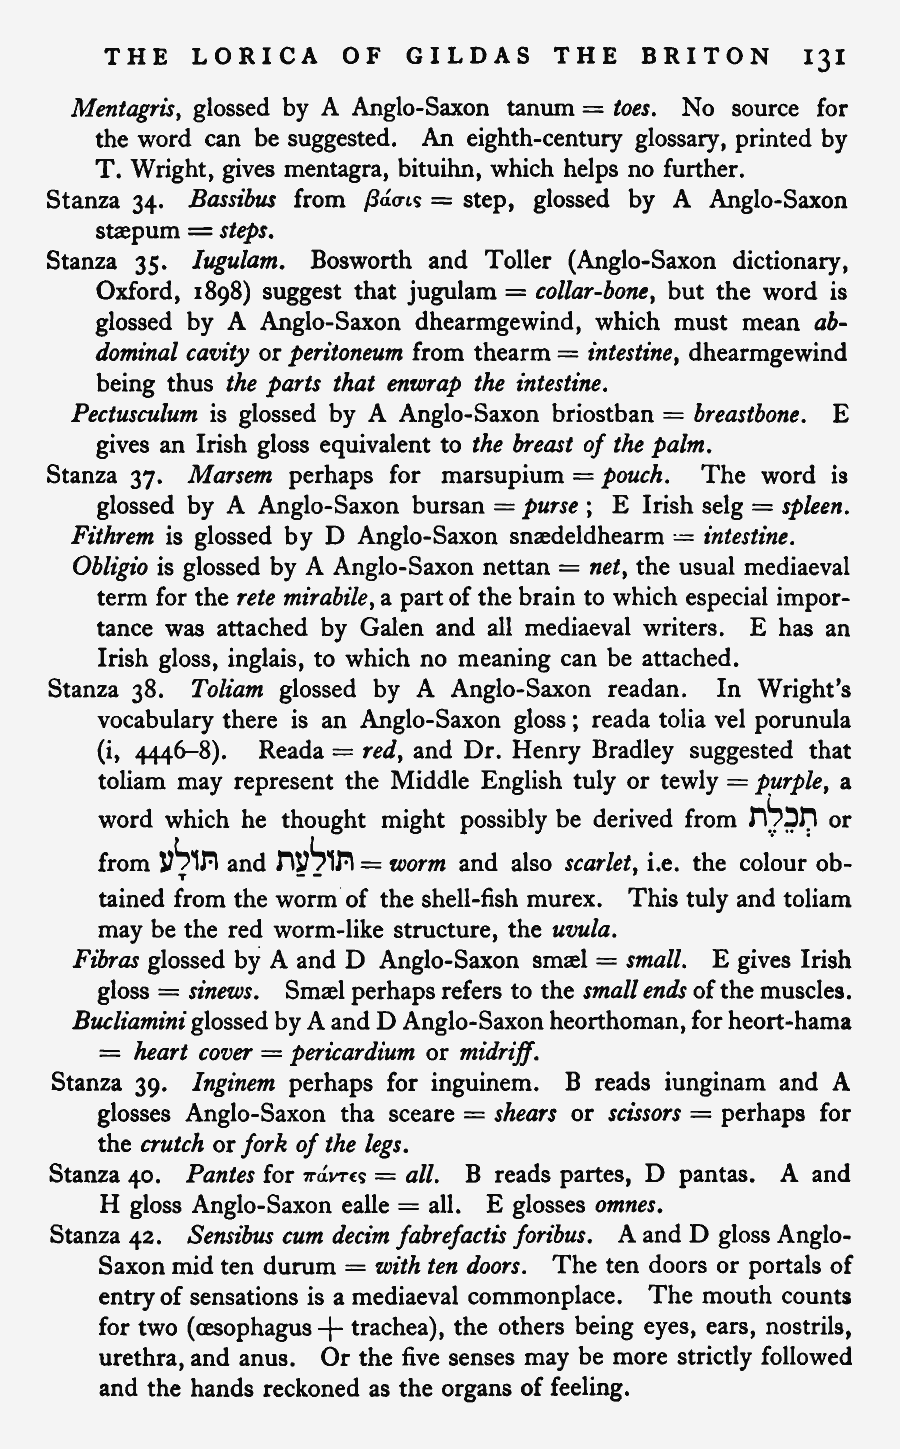 THE LORICA OF GILDAS THE BRITON 131
Mentagris, glossed by A Anglo-Saxon tanum = toes. No source for
the word can be suggested. An eighth-century glossary, printed by
T. Wright, gives mentagra, bituihn, which helps no further.
Stanza 34. Bassibus from βάσις = step, glossed by A Anglo-Saxon
stæpum = steps.
Stanza 35. Iugulam. Bosworth and Toller (Anglo-Saxon dictionary,
Oxford, 1898) suggest that jugulam = collar-bone, but the word is
glossed by A Anglo-Saxon dhearmgewind, which must mean ab-
dominal cavity or peritoneum from thearm = intestine, dhearmgewind
being thus the parts that enwrap the intestine.
Pectusculum is glossed by A Anglo-Saxon briostban = breastbone. E
gives an Irish gloss equivalent to the breast of the palm.
Stanza 37. Marsem perhaps for marsupium = pouch. The word is
glossed by A Anglo-Saxon bursan = purse ; E Irish selg = spleen.
Fithrem is glossed by D Anglo-Saxon snædeldhearm = intestine.
Obligio is glossed by A Anglo-Saxon nettan = net, the usual mediaeval
term for the rete mirabile, a part of the brain to which especial impor-
tance was attached by Galen and all mediaeval writers. E has an
Irish gloss, inglais, to which no meaning can be attached.
Stanza 38. Toliam glossed by A Anglo-Saxon readan. In Wright's
vocabulary there is an Anglo-Saxon gloss ; reada tolia vel porunula
(i, 4446–8). Reada = red, and Dr. Henry Bradley suggested that
toliam may represent the Middle English tuly or tewly = purple, a
word which he thought might possibly be derived from תְּכֵלֶת or
from תּוֹלָע and תּוֹלַעַת = worm and also scarlet, i.e. the colour ob-
tained from the worm of the shell-fish murex. This tuly and toliam
may be the red worm-like structure, the uvula.
Fibras glossed by A and D Anglo-Saxon smæl = small. E gives Irish
gloss = sinews. Smæl perhaps refers to the small ends of the muscles.
Bucliamini glossed by A and D Anglo-Saxon heorthoman, for heort-hama
= heart cover = pericardium or midriff.
Stanza 39. Inginem perhaps for inguinem. B reads iunginam and A
glosses Anglo-Saxon tha sceare = shears or scissors = perhaps for
the crutch or fork of the legs.
Stanza 40. Pantes for πάντες = all. B reads partes, D pantas. A and
H gloss Anglo-Saxon ealle = all. E glosses omnes.
Stanza 42. Sensibus cum decim fabrefactis foribus. A and D gloss Anglo-
Saxon mid ten durum = with ten doors. The ten doors or portals of
entry of sensations is a mediaeval commonplace. The mouth counts
for two (œsophagus + trachea), the others being eyes, ears, nostrils,
urethra, and anus. Or the five senses may be more strictly followed
and the hands reckoned as the organs of feeling.